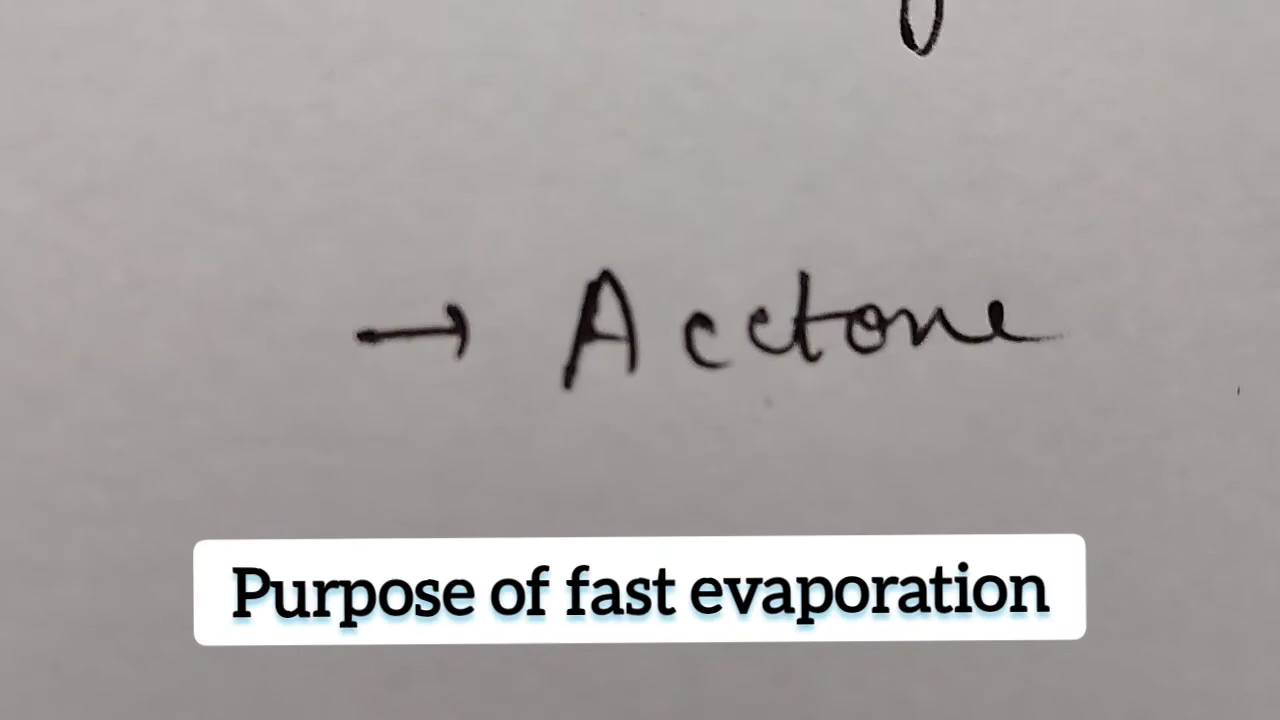 → Acetone
Purpose of fast evaporation